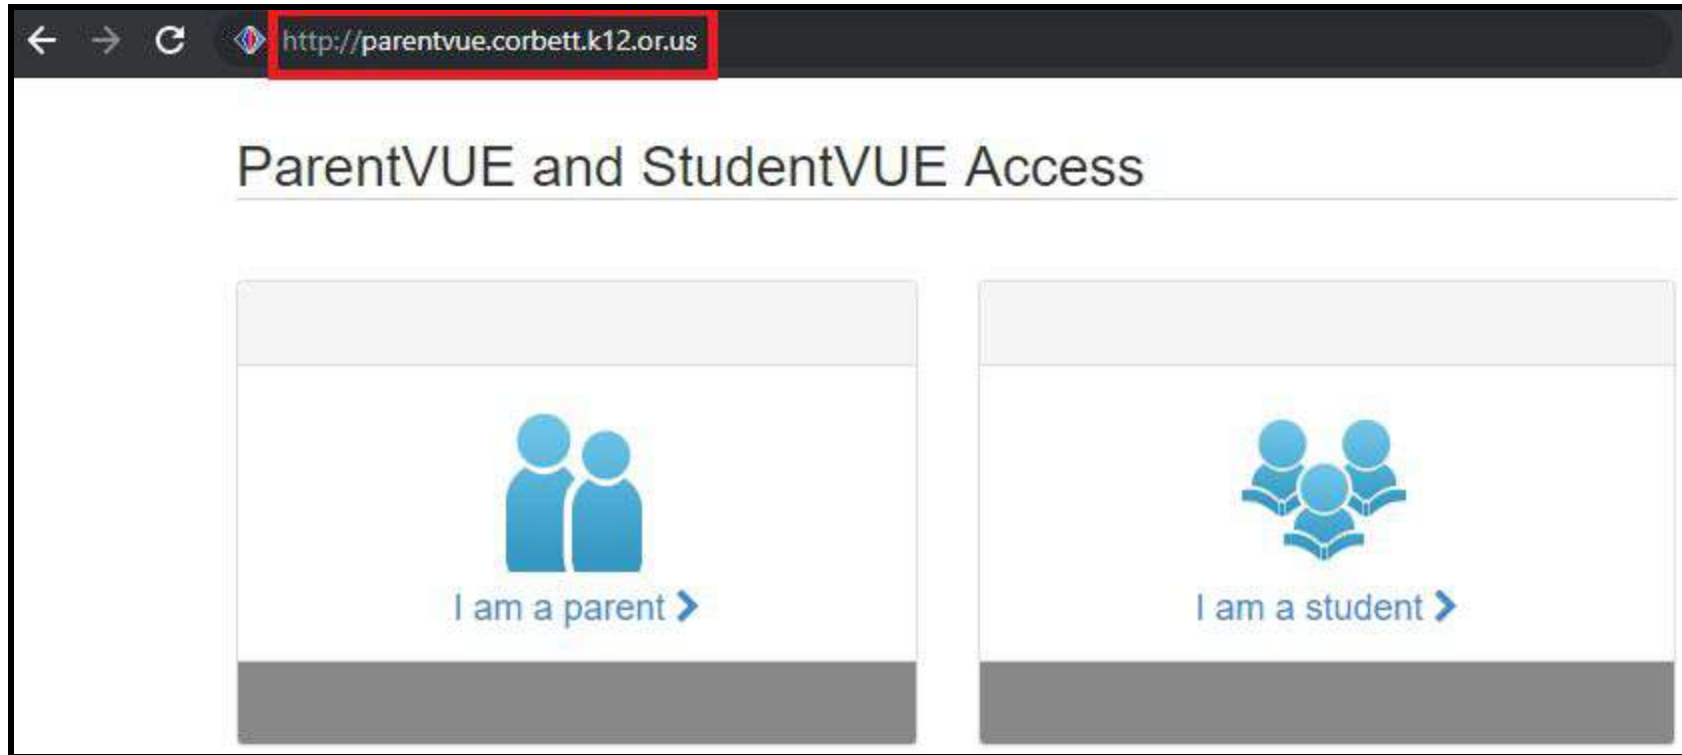 http://parentvue.corbett.k12.or.us
ParentVUE and StudentVUE Access
I am a parent
I am a student